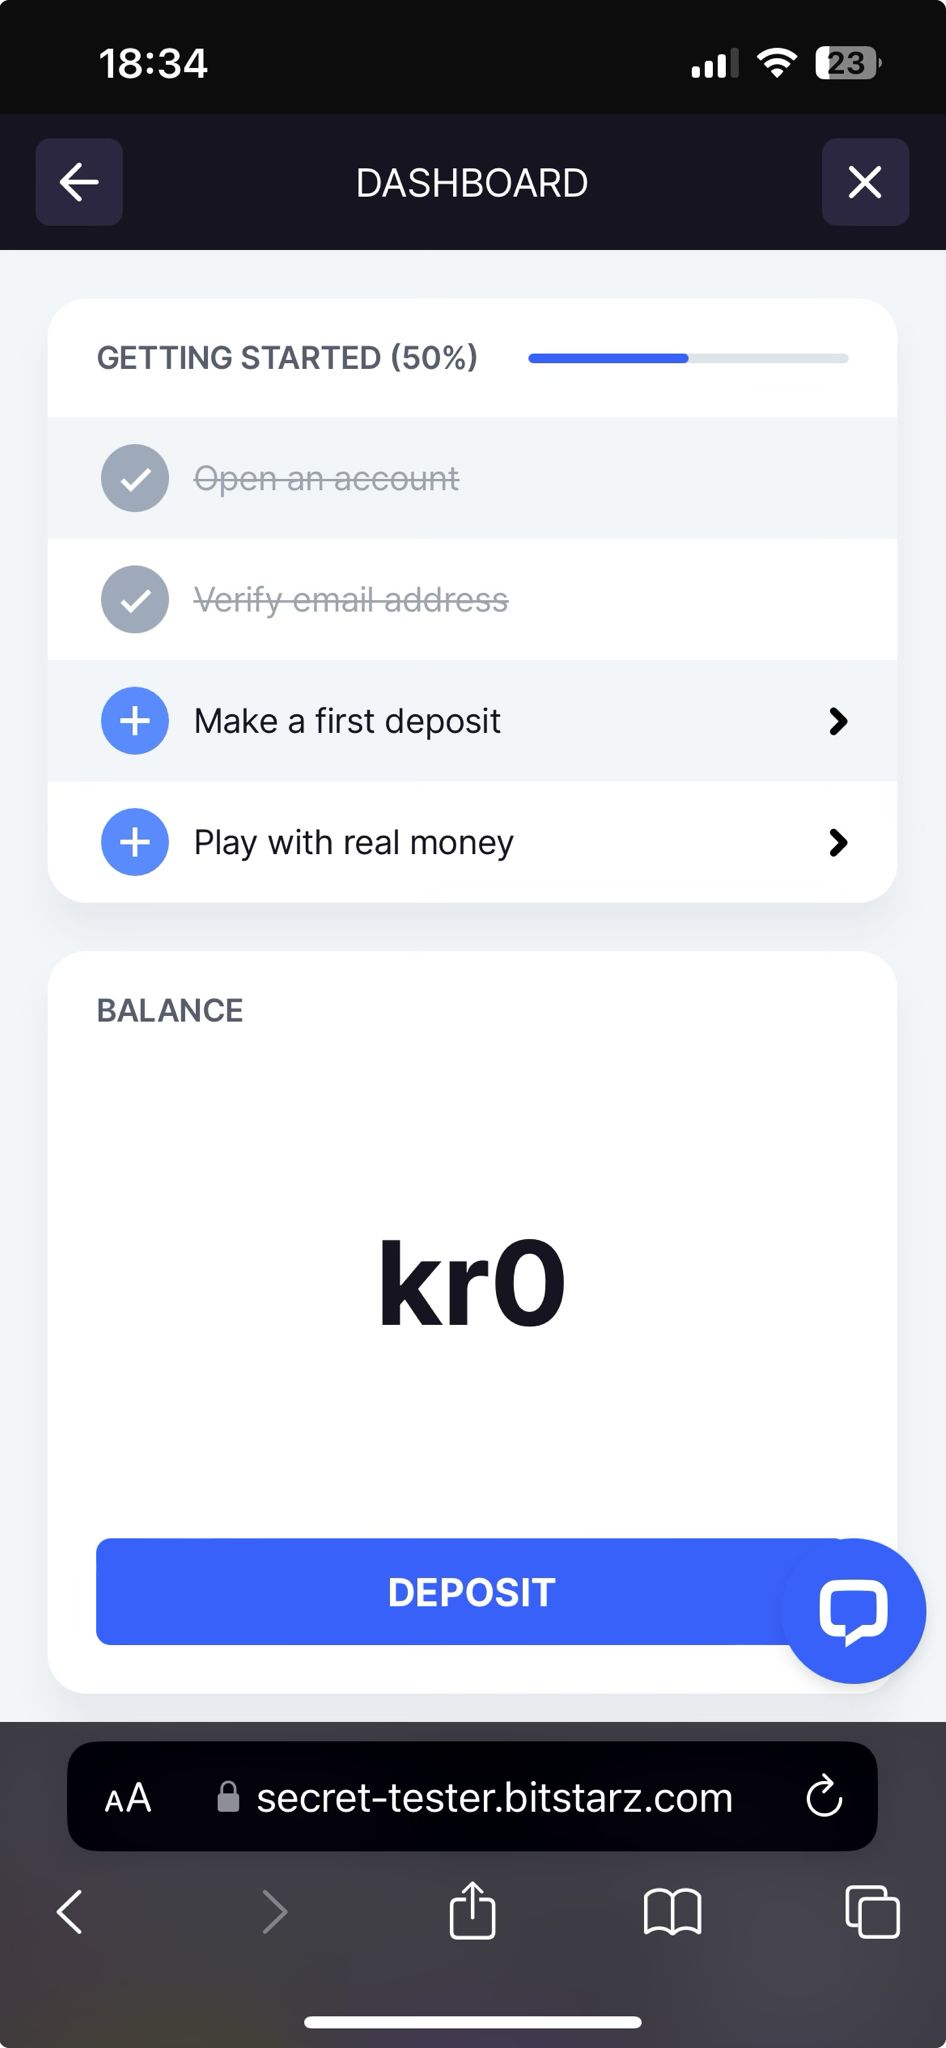 18:34
23
DASHBOARD
GETTING STARTED (50%)
Open an account
Verify email address
Make a first deposit
Play with real money
BALANCE
kr0
DEPOSIT
AA
secret-tester.bitstarz.com